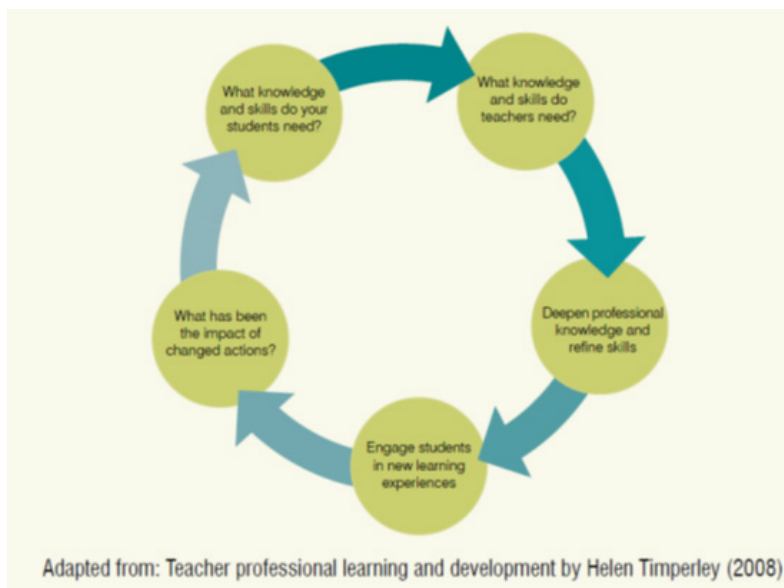 What knowledge
and skills do your
students need?
What knowledge
and skills do
teachers need?
Deepen professional
knowledge and
refine skills
Engage students
in new learning
experiences
What has been
the impact of
changed actions?
Adapted from: Teacher professional learning and development by Helen Timperley (2008)